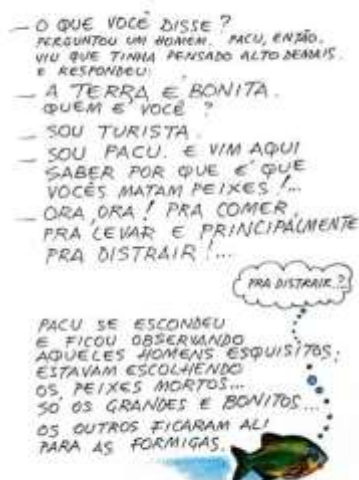 — O QUE VOCÊ DISSE ?
PERGUNTOU UM HOMEM. PACU, ENTÃO,
VIU QUE TINHA PENSADO ALTO DEMAIS.
E RESPONDEU:
— A TERRA É BONITA.
QUEM É VOCÊ ?
— SOU TURISTA.
— SOU PACU. E VIM AQUI
SABER POR QUE É QUE
VOCÊS MATAM PEIXES !...
— ORA, ORA ! PRA COMER,
PRA LEVAR E PRINCIPALMENTE
PRA DISTRAIR !...
PRA DISTRAIR..?
PACU SE ESCONDEU
E FICOU OBSERVANDO
AQUELES HOMENS ESQUISITOS;
ESTAVAM ESCOLHENDO
OS PEIXES MORTOS...
SÓ OS GRANDES E BONITOS...
OS OUTROS FICARAM ALI
PARA AS FORMIGAS.